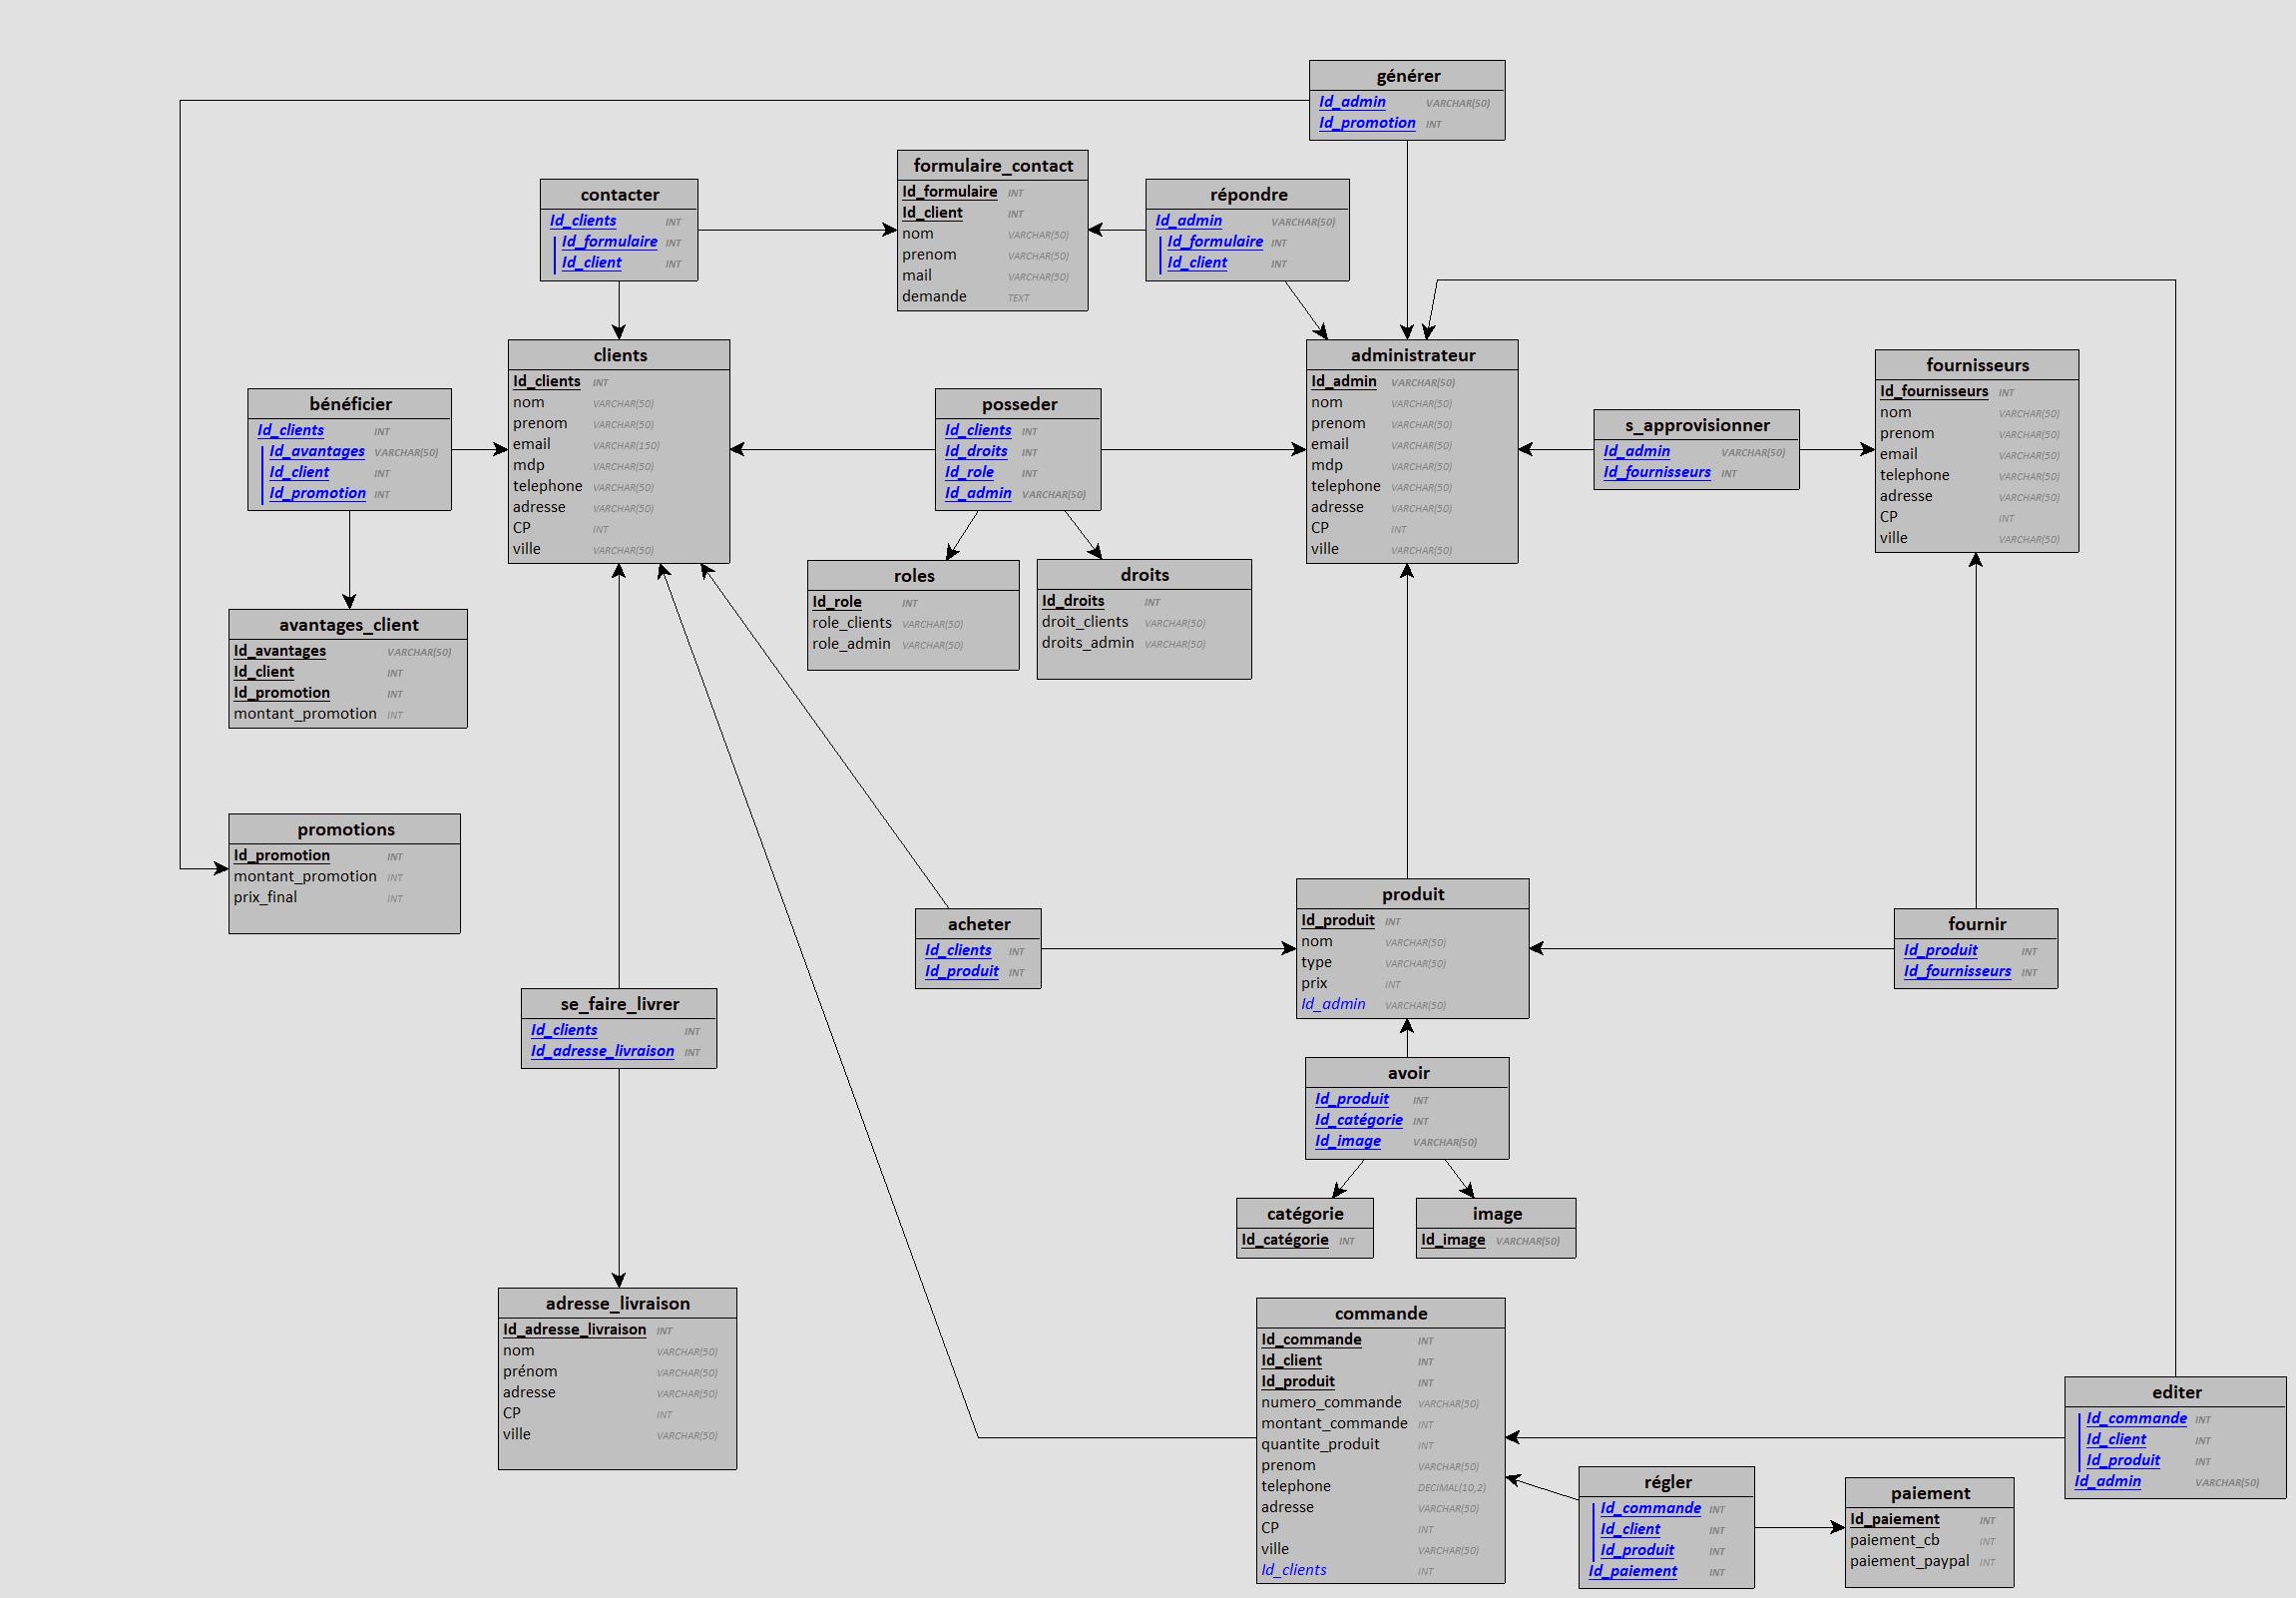 générer
Id_admin VARCHAR(50)
Id_promotion INT
formulaire_contact
Id_formulaire INT
Id_client INT
nom VARCHAR(50)
prenom VARCHAR(50)
mail VARCHAR(50)
demande TEXT
contacter
Id_clients INT
Id_formulaire INT
Id_client INT
répondre
Id_admin VARCHAR(50)
Id_formulaire INT
Id_client INT
clients
Id_clients INT
nom VARCHAR(50)
prenom VARCHAR(50)
email VARCHAR(150)
mdp VARCHAR(50)
telephone VARCHAR(50)
adresse VARCHAR(50)
CP INT
ville VARCHAR(50)
administrateur
Id_admin VARCHAR(50)
nom VARCHAR(50)
prenom VARCHAR(50)
email VARCHAR(50)
mdp VARCHAR(50)
telephone VARCHAR(50)
adresse VARCHAR(50)
CP INT
ville VARCHAR(50)
fournisseurs
Id_fournisseurs INT
nom VARCHAR(50)
prenom VARCHAR(50)
email VARCHAR(50)
telephone VARCHAR(50)
adresse VARCHAR(50)
CP INT
ville VARCHAR(50)
bénéficier
Id_clients INT
Id_avantages VARCHAR(50)
Id_client INT
Id_promotion INT
posseder
Id_clients INT
Id_droits INT
Id_role INT
Id_admin VARCHAR(50)
s_approvisionner
Id_admin VARCHAR(50)
Id_fournisseurs INT
roles
Id_role INT
role_clients VARCHAR(50)
role_admin VARCHAR(50)
droits
Id_droits INT
droit_clients VARCHAR(50)
droits_admin VARCHAR(50)
avantages_client
Id_avantages VARCHAR(50)
Id_client INT
Id_promotion INT
montant_promotion INT
promotions
Id_promotion INT
montant_promotion INT
prix_final INT
produit
Id_produit INT
nom VARCHAR(50)
type VARCHAR(50)
prix INT
Id_admin VARCHAR(50)
acheter
Id_clients INT
Id_produit INT
fournir
Id_produit INT
Id_fournisseurs INT
se_faire_livrer
Id_clients INT
Id_adresse_livraison INT
avoir
Id_produit INT
Id_catégorie INT
Id_image VARCHAR(50)
catégorie
Id_catégorie INT
image
Id_image VARCHAR(50)
adresse_livraison
Id_adresse_livraison INT
nom VARCHAR(50)
prénom VARCHAR(50)
adresse VARCHAR(50)
CP INT
ville VARCHAR(50)
commande
Id_commande INT
Id_client INT
Id_produit INT
numero_commande VARCHAR(50)
montant_commande INT
quantite_produit INT
prenom VARCHAR(50)
telephone DECIMAL(10,2)
adresse VARCHAR(50)
CP INT
ville VARCHAR(50)
Id_clients INT
editer
Id_commande INT
Id_client INT
Id_produit INT
Id_admin VARCHAR(50)
régler
Id_commande INT
Id_client INT
Id_produit INT
Id_paiement INT
paiement
Id_paiement INT
paiement_cb INT
paiement_paypal INT